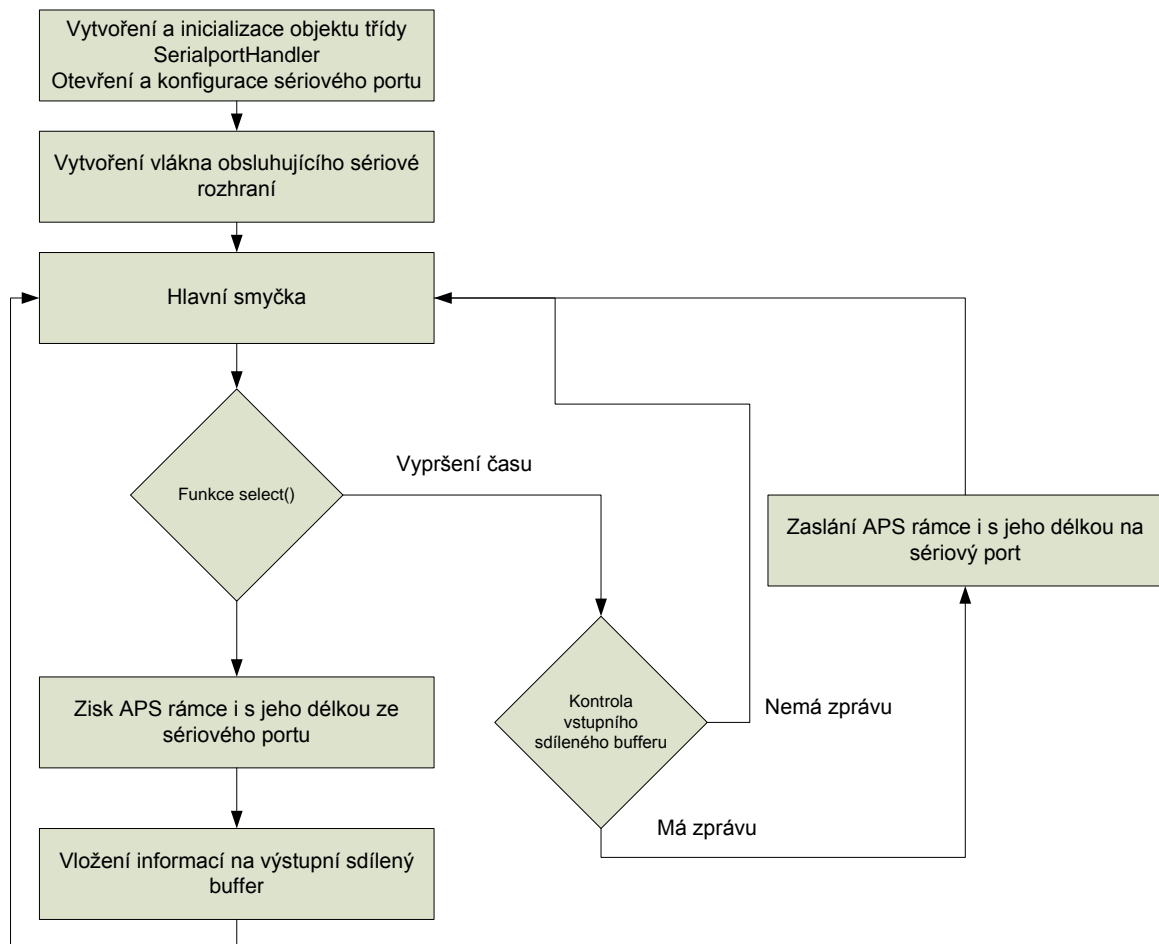 Vytvoření a inicializace objektu třídy
SerialportHandler
Otevření a konfigurace sériového portu
Vytvoření vlákna obsluhujícího sériové
rozhraní
Hlavní smyčka
Funkce select()
Vypršení času
Zaslání APS rámce i s jeho délkou na
sériový port
Kontrola
vstupního
sdíleného bufferu
Nemá zprávu
Má zprávu
Zisk APS rámce i s jeho délkou ze
sériového portu
Vložení informací na výstupní sdílený
buffer